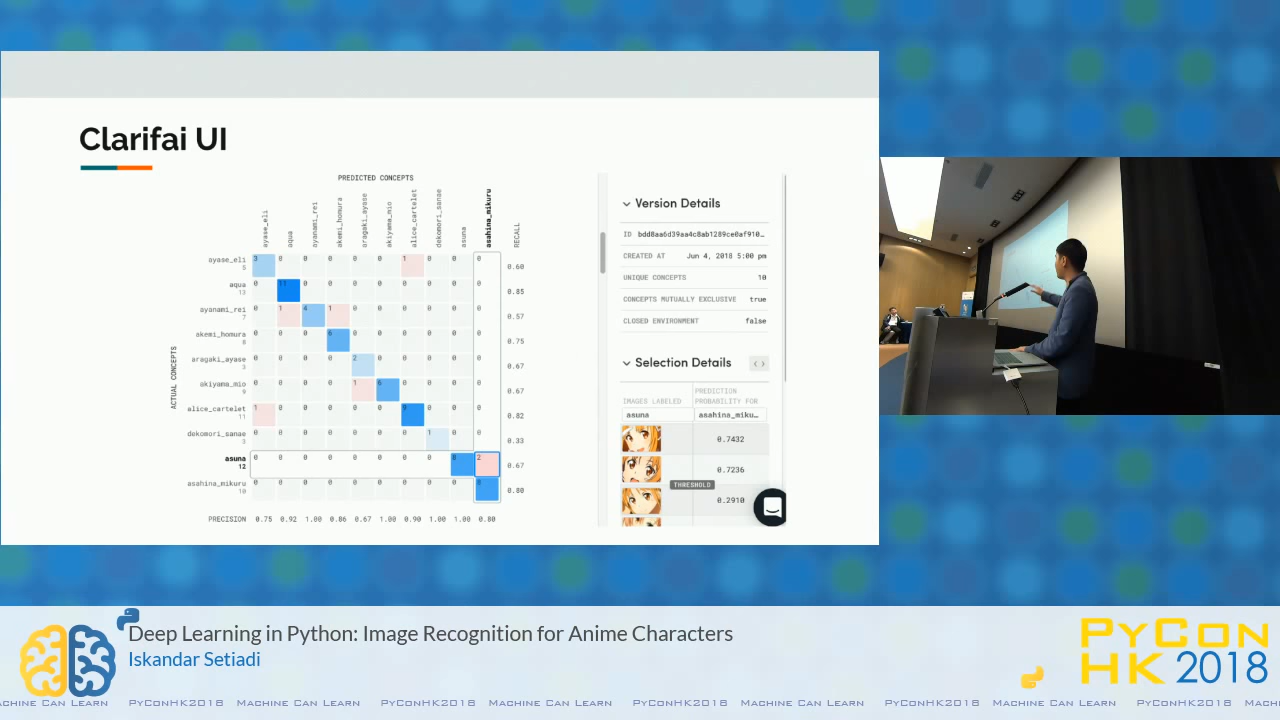 Clarifai UI
PREDICTED CONCEPTS
ayase_eli aqua ayanami_rei akemi_homura aragaki_ayase akiyama_mio alice_cartelet dekomori_sanae asuna asahina_mikuru RECALL
ACTUAL CONCEPTS
ayase_eli 3 0 0 0 0 0 1 0 0 0 0.60
5
aqua 0 11 0 0 0 0 0 0 0 0 0.85
13
ayanami_rei 0 1 4 1 0 0 0 0 0 0 0.57
7
akemi_homura 0 0 0 6 0 0 0 0 0 0 0.75
8
aragaki_ayase 0 0 0 0 2 0 0 0 0 0 0.67
3
akiyama_mio 0 0 0 0 1 6 0 0 0 0 0.67
9
alice_cartelet 1 0 0 0 0 0 9 0 0 0 0.82
11
dekomori_sanae 0 0 0 0 0 0 0 1 0 0 0.33
3
asuna 0 0 0 0 0 0 0 0 8 2 0.67
12
asahina_mikuru 0 0 0 0 0 0 0 0 0 8 0.80
10
PRECISION 0.75 0.92 1.00 0.86 0.67 1.00 0.90 1.00 1.00 0.80
Version Details
ID bdd8aa6d39aa4c8ab1289ce0af910…
CREATED AT Jun 4, 2018 5:00 pm
UNIQUE CONCEPTS 10
CONCEPTS MUTUALLY EXCLUSIVE true
CLOSED ENVIRONMENT false
Selection Details < >
IMAGES LABELED PREDICTION PROBABILITY FOR
asuna asahina_miku…
0.7432
0.7236
THRESHOLD
0.2910
Deep Learning in Python: Image Recognition for Anime Characters
Iskandar Setiadi
PYCON HK 2018
ACHINE CAN LEARN PYCONHK2018 MACHINE CAN LEARN PYCONHK2018 MACHINE CAN LEARN PYCONHK2018 MACHINE CAN LEARN PYCONHK2018 MACHINE CAN LEARN PYCONHK2018 MACH